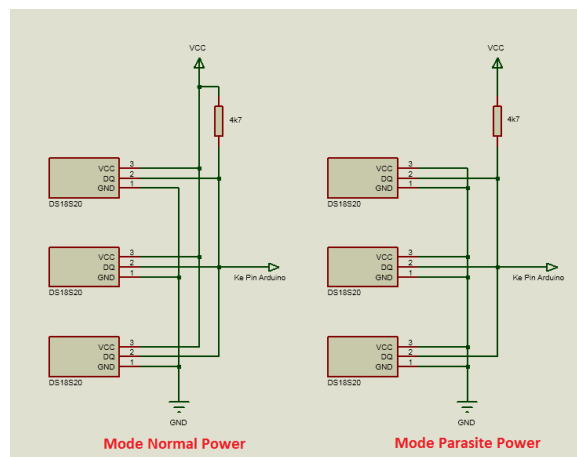 VCC
4k7
VCC 3
DQ 2
GND 1
DS18S20
VCC 3
DQ 2
GND 1
DS18S20
Ke Pin Arduino
VCC 3
DQ 2
GND 1
DS18S20
GND
Mode Normal Power
VCC
4k7
VCC 3
DQ 2
GND 1
DS18S20
VCC 3
DQ 2
GND 1
DS18S20
Ke Pin Arduino
VCC 3
DQ 2
GND 1
DS18S20
GND
Mode Parasite Power